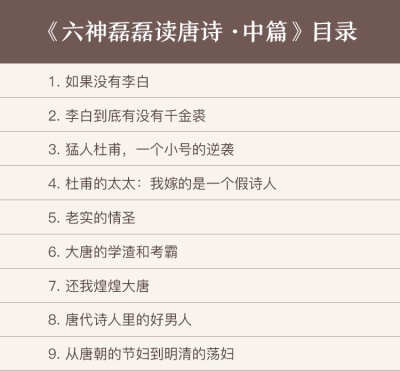 《六神磊磊读唐诗·中篇》目录
1. 如果没有李白
2. 李白到底有没有千金裘
3. 猛人杜甫，一个小号的逆袭
4. 杜甫的太太：我嫁的是一个假诗人
5. 老实的情圣
6. 大唐的学渣和考霸
7. 还我煌煌大唐
8. 唐代诗人里的好男人
9. 从唐朝的节妇到明清的荡妇